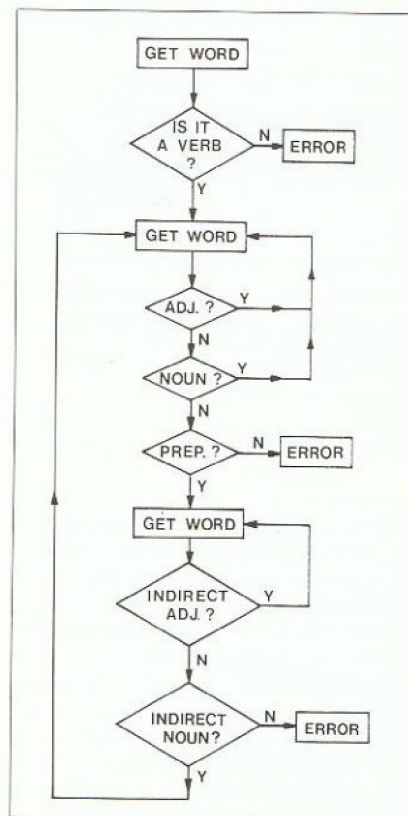 GET WORD
IS IT
A VERB
?
N
ERROR
Y
GET WORD
ADJ. ?
Y
N
NOUN ?
Y
N
PREP. ?
N
ERROR
Y
GET WORD
INDIRECT
ADJ. ?
Y
N
INDIRECT
NOUN?
N
ERROR
Y